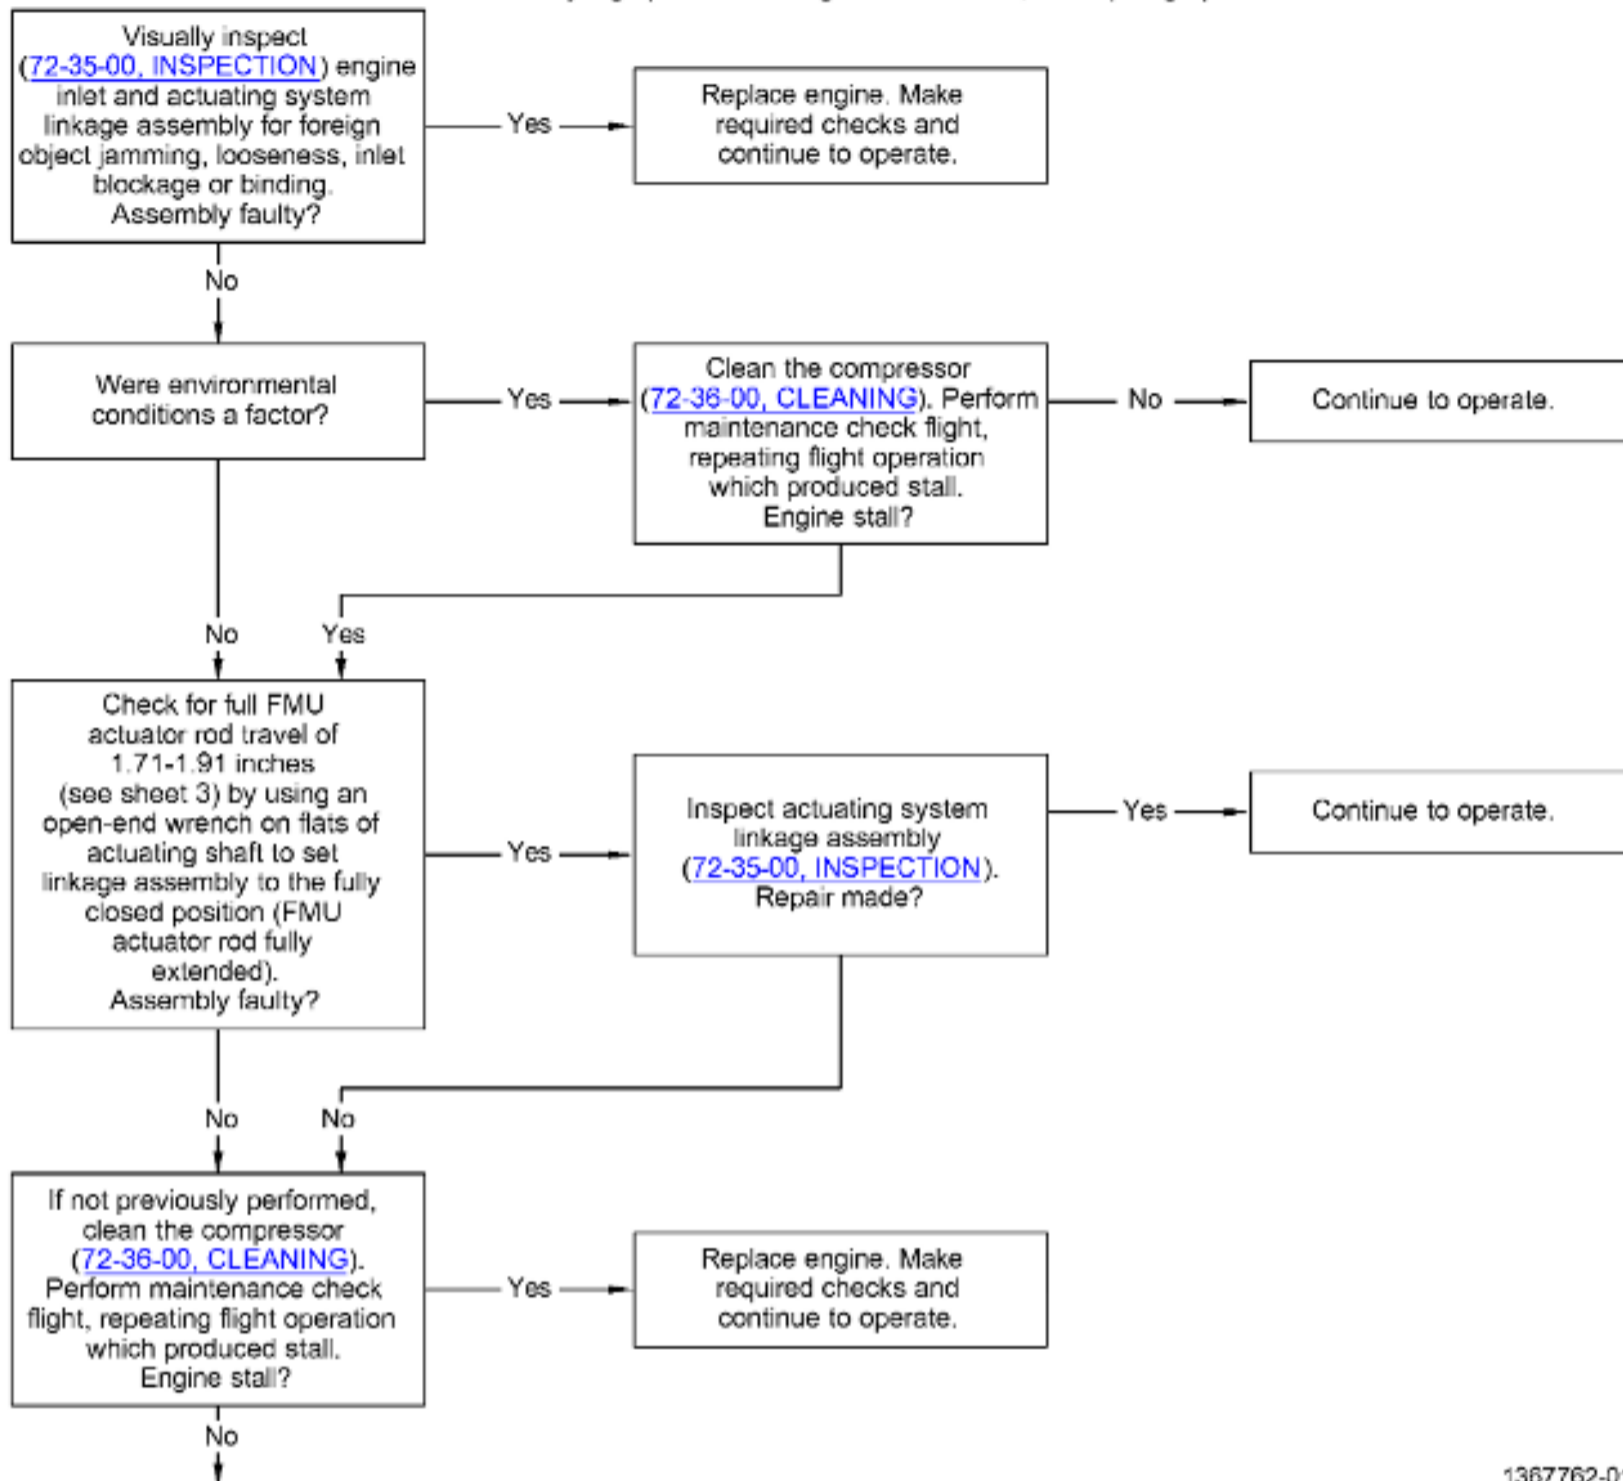 Visually inspect
(72-35-00, INSPECTION) engine
inlet and actuating system
linkage assembly for foreign
object jamming, looseness, inlet
blockage or binding.
Assembly faulty?
Yes
Replace engine. Make
required checks and
continue to operate.
No
Were environmental
conditions a factor?
Yes
Clean the compressor
(72-36-00, CLEANING). Perform
maintenance check flight,
repeating flight operation
which produced stall.
Engine stall?
No
Continue to operate.
No
Yes
Check for full FMU
actuator rod travel of
1.71-1.91 inches
(see sheet 3) by using an
open-end wrench on flats of
actuating shaft to set
linkage assembly to the fully
closed position (FMU
actuator rod fully
extended).
Assembly faulty?
Yes
Inspect actuating system
linkage assembly
(72-35-00, INSPECTION).
Repair made?
Yes
Continue to operate.
No
No
If not previously performed,
clean the compressor
(72-36-00, CLEANING).
Perform maintenance check
flight, repeating flight operation
which produced stall.
Engine stall?
Yes
Replace engine. Make
required checks and
continue to operate.
No